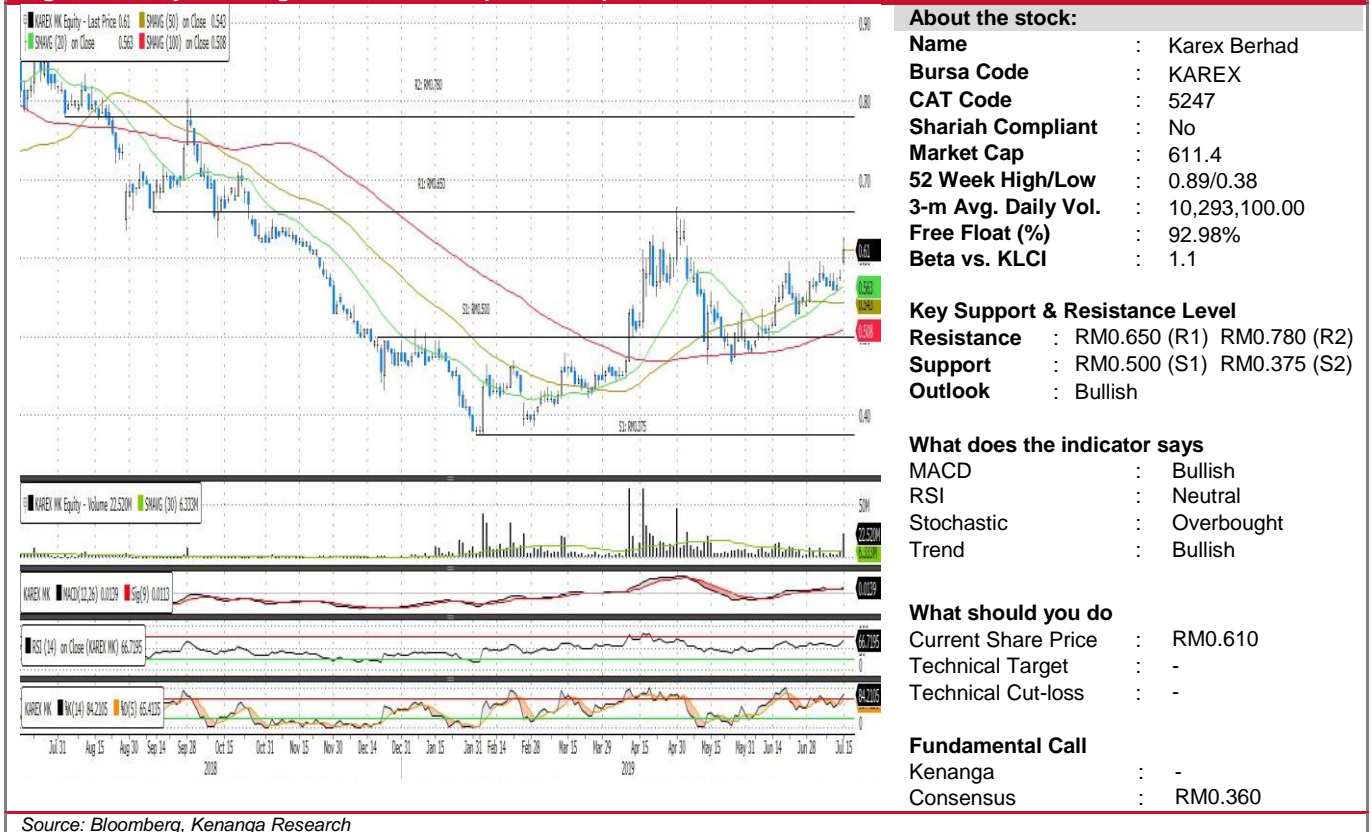 KAREX MK Equity - Last Price 0.61 SMAVG (50) on Close 0.543
SMAVG (20) on Close 0.563 SMAVG (100) on Close 0.508
0.90
R2: RM0.780
0.80
R1: RM0.650
0.70
0.61
0.563
0.543
S1: RM0.500
0.508
0.40
S1: RM0.375
KAREX MK Equity - Volume 22.520M SMAVG (30) 6.333M
50M
22.520M
6.333M
KAREX MK MACD(12,26) 0.0139 Sig(9) 0.0113
0.0139
RSI (14) on Close (KAREX MK) 66.7195
66.7195
0
KAREX MK %K(14) 84.2105 %D(5) 65.4135
84.2105
0
Jul 31 Aug 15 Aug 30 Sep 14 Sep 28 Oct 15 Oct 31 Nov 15 Nov 30 Dec 14 Dec 31 Jan 15 Jan 31 Feb 14 Feb 28 Mar 15 Mar 29 Apr 15 Apr 30 May 15 May 31 Jun 14 Jun 28 Jul 15
2018 2019
About the stock:
Name : Karex Berhad
Bursa Code : KAREX
CAT Code : 5247
Shariah Compliant : No
Market Cap : 611.4
52 Week High/Low : 0.89/0.38
3-m Avg. Daily Vol. : 10,293,100.00
Free Float (%) : 92.98%
Beta vs. KLCI : 1.1
Key Support & Resistance Level
Resistance : RM0.650 (R1) RM0.780 (R2)
Support : RM0.500 (S1) RM0.375 (S2)
Outlook : Bullish
What does the indicator says
MACD : Bullish
RSI : Neutral
Stochastic : Overbought
Trend : Bullish
What should you do
Current Share Price : RM0.610
Technical Target : -
Technical Cut-loss : -
Fundamental Call
Kenanga : -
Consensus : RM0.360
Source: Bloomberg, Kenanga Research